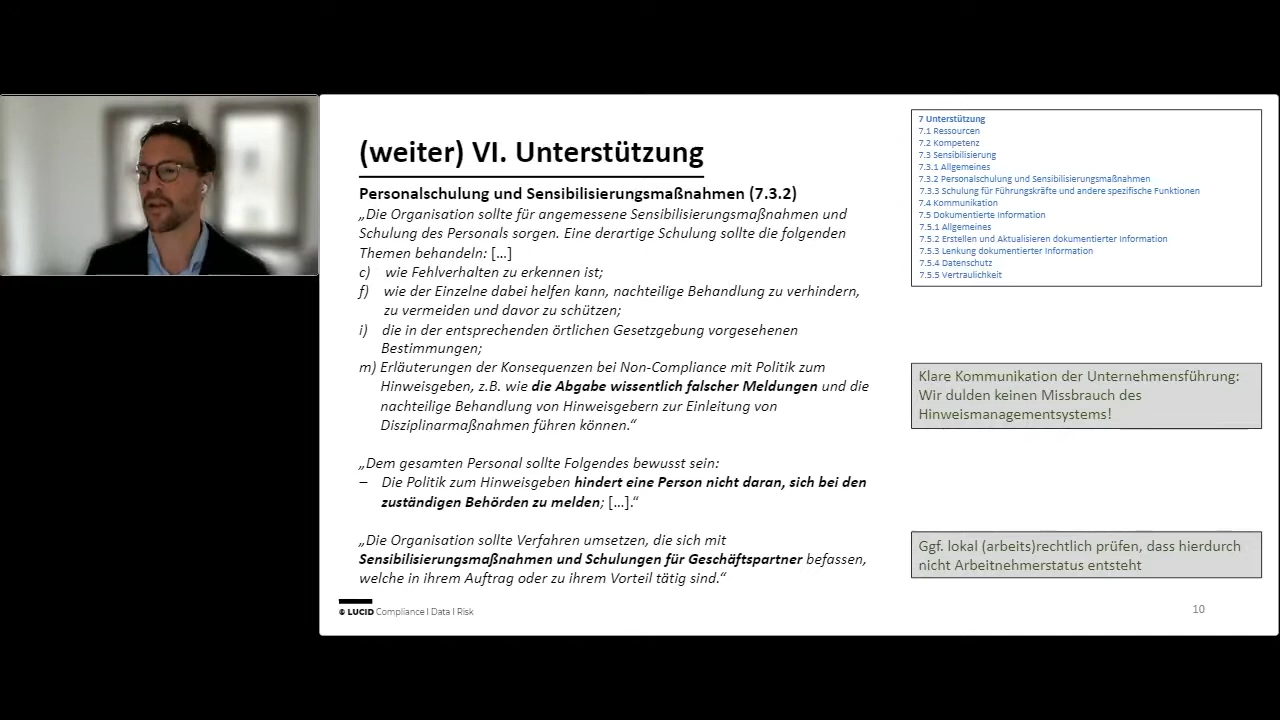 (weiter) VI. Unterstützung
Personalschulung und Sensibilisierungsmaßnahmen (7.3.2)
„Die Organisation sollte für angemessene Sensibilisierungsmaßnahmen und
Schulung des Personals sorgen. Eine derartige Schulung sollte die folgenden
Themen behandeln: […]
c) wie Fehlverhalten zu erkennen ist;
f) wie der Einzelne dabei helfen kann, nachteilige Behandlung zu verhindern,
zu vermeiden und davor zu schützen;
i) die in der entsprechenden örtlichen Gesetzgebung vorgesehenen
Bestimmungen;
m) Erläuterungen der Konsequenzen bei Non-Compliance mit Politik zum
Hinweisgeben, z.B. wie die Abgabe wissentlich falscher Meldungen und die
nachteilige Behandlung von Hinweisgebern zur Einleitung von
Disziplinarmaßnahmen führen können.“
„Dem gesamten Personal sollte Folgendes bewusst sein:
– Die Politik zum Hinweisgeben hindert eine Person nicht daran, sich bei den
zuständigen Behörden zu melden; […].“
„Die Organisation sollte Verfahren umsetzen, die sich mit
Sensibilisierungsmaßnahmen und Schulungen für Geschäftspartner befassen,
welche in ihrem Auftrag oder zu ihrem Vorteil tätig sind.“
7 Unterstützung
7.1 Ressourcen
7.2 Kompetenz
7.3 Sensibilisierung
7.3.1 Allgemeines
7.3.2 Personalschulung und Sensibilisierungsmaßnahmen
7.3.3 Schulung für Führungskräfte und andere spezifische Funktionen
7.4 Kommunikation
7.5 Dokumentierte Information
7.5.1 Allgemeines
7.5.2 Erstellen und Aktualisieren dokumentierter Information
7.5.3 Lenkung dokumentierter Information
7.5.4 Datenschutz
7.5.5 Vertraulichkeit
Klare Kommunikation der Unternehmensführung:
Wir dulden keinen Missbrauch des
Hinweismanagementsystems!
Ggf. lokal (arbeits)rechtlich prüfen, dass hierdurch
nicht Arbeitnehmerstatus entsteht
© LUCID Compliance I Data I Risk
10